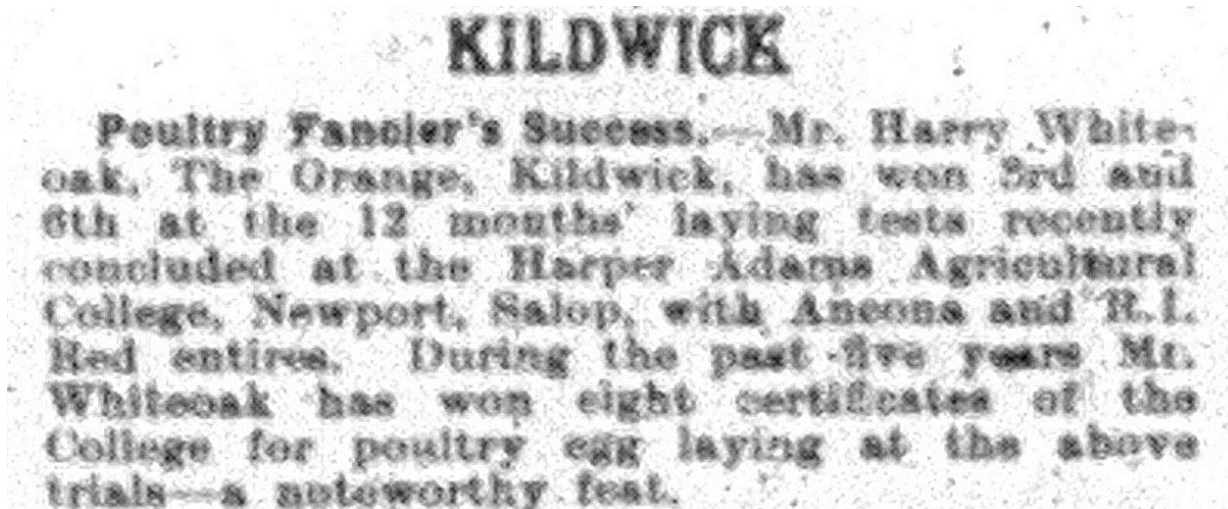 KILDWICK
Poultry Fancier's Success.—Mr. Harry White-
oak, The Orange, Kildwick, has won 3rd and
6th at the 12 months' laying tests recently
concluded at the Harper Adams Agricultural
College, Newport, Salop, with Ancona and R.I.
Red entires. During the past five years Mr.
Whiteoak has won eight certificates of the
College for poultry egg laying at the above
trials—a noteworthy feat.